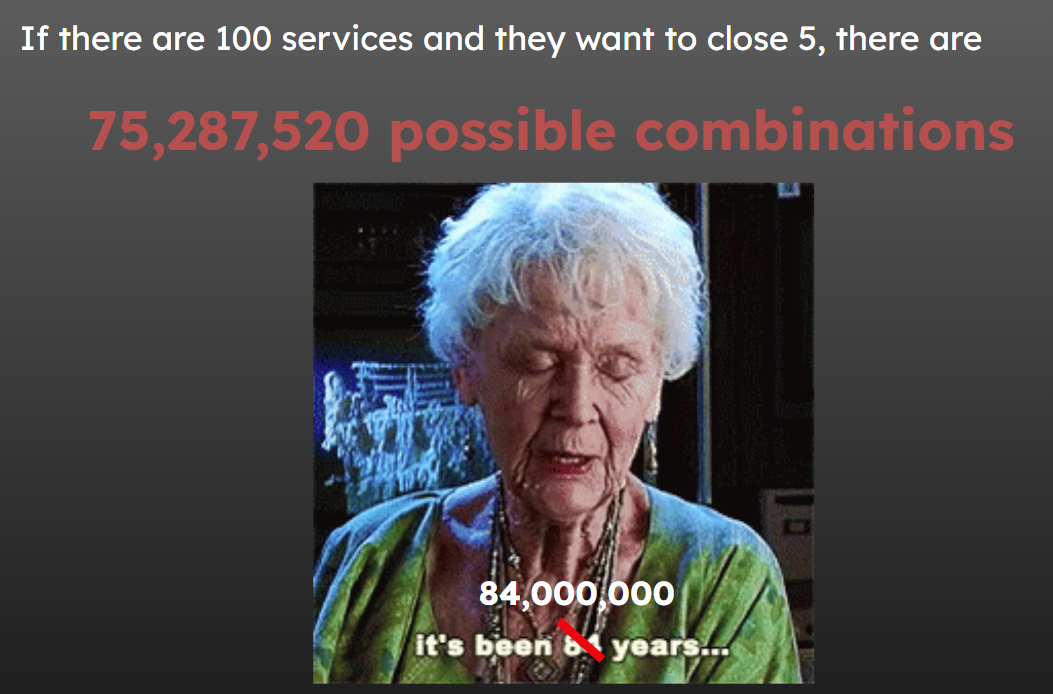 If there are 100 services and they want to close 5, there are
75,287,520 possible combinations
84,000,000
it's been 84 years...